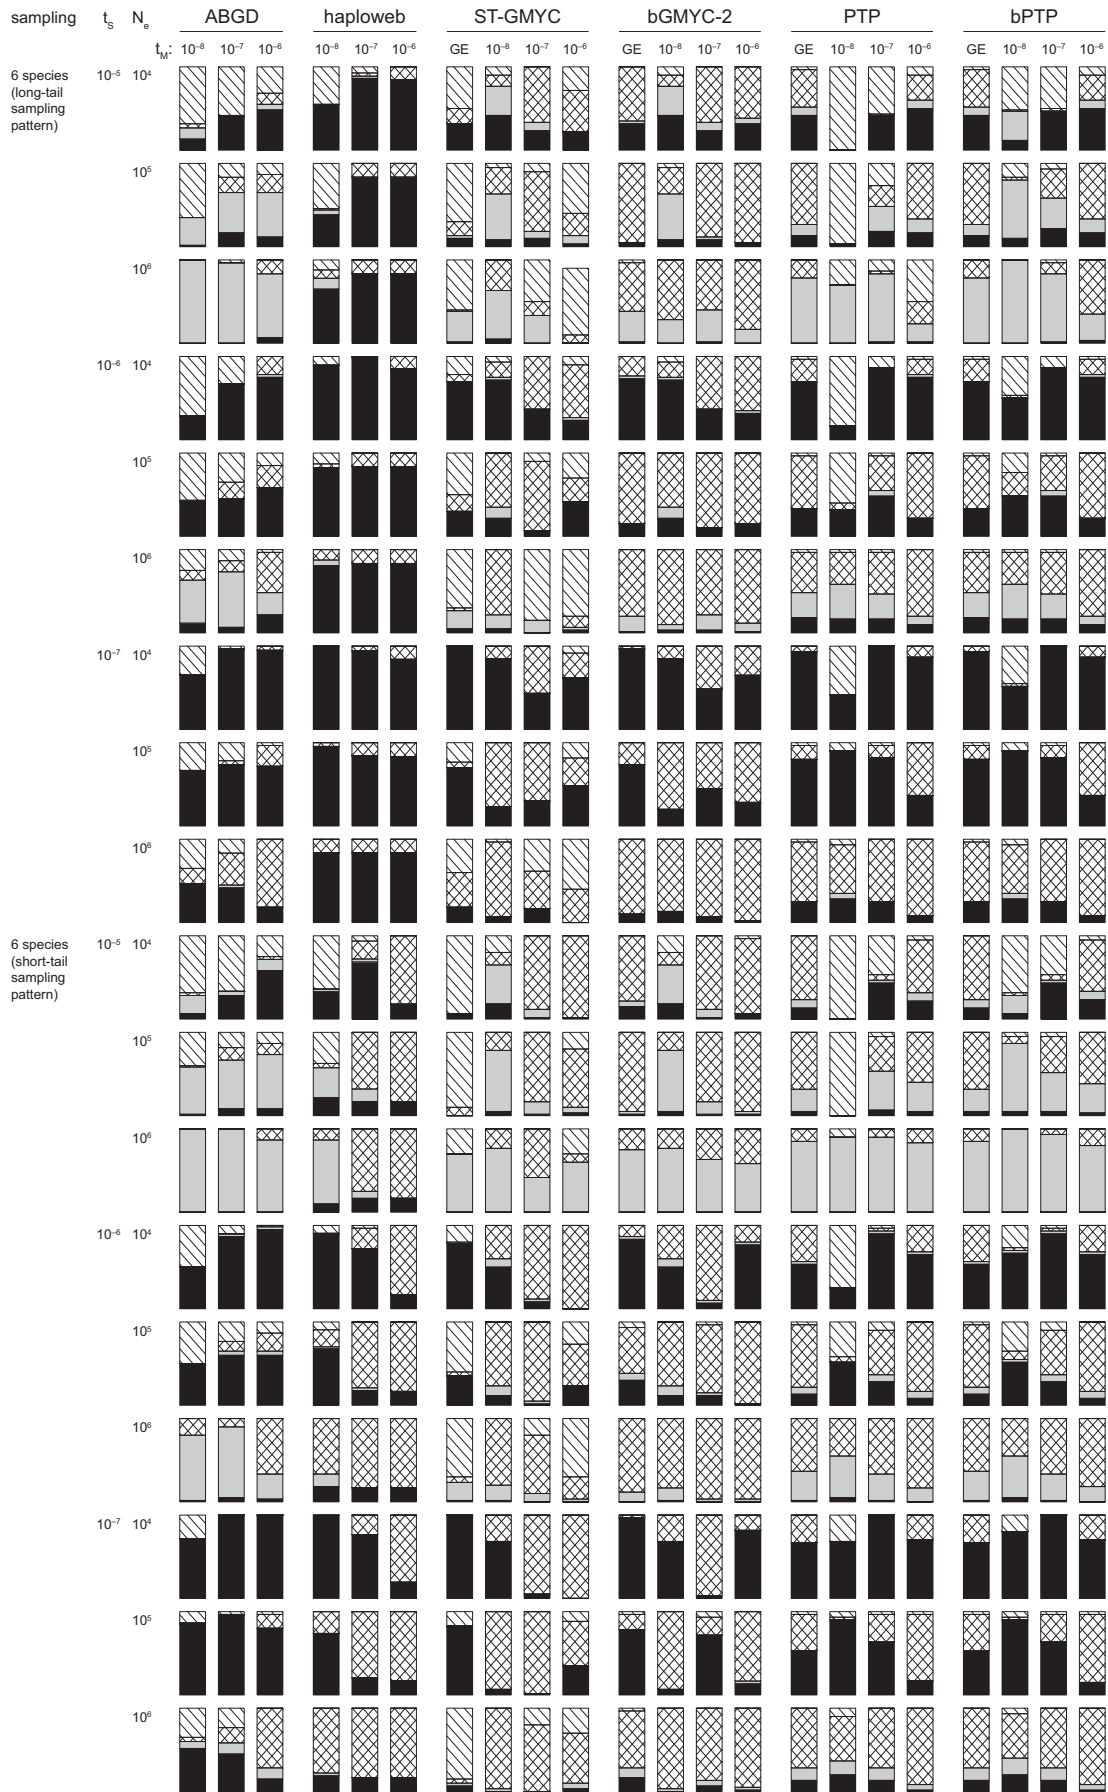 sampling t_S N_e ABGD haploweb ST-GMYC bGMYC-2 PTP bPTP
t_M: 10⁻⁸ 10⁻⁷ 10⁻⁶ 10⁻⁸ 10⁻⁷ 10⁻⁶ GE 10⁻⁸ 10⁻⁷ 10⁻⁶ GE 10⁻⁸ 10⁻⁷ 10⁻⁶ GE 10⁻⁸ 10⁻⁷ 10⁻⁶ GE 10⁻⁸ 10⁻⁷ 10⁻⁶
6 species 10⁻⁵ 10⁴
(long-tail
sampling
pattern)
10⁵
10⁶
10⁻⁶ 10⁴
10⁵
10⁶
10⁻⁷ 10⁴
10⁵
10⁶
6 species 10⁻⁵ 10⁴
(short-tail
sampling
pattern)
10⁵
10⁶
10⁻⁶ 10⁴
10⁵
10⁶
10⁻⁷ 10⁴
10⁵
10⁶